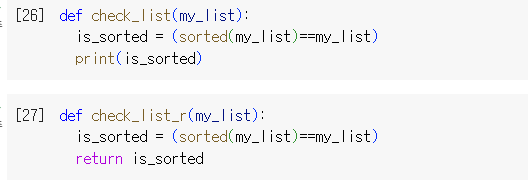 [26] def check_list(my_list):
is_sorted = (sorted(my_list)==my_list)
print(is_sorted)
[27] def check_list_r(my_list):
is_sorted = (sorted(my_list)==my_list)
return is_sorted